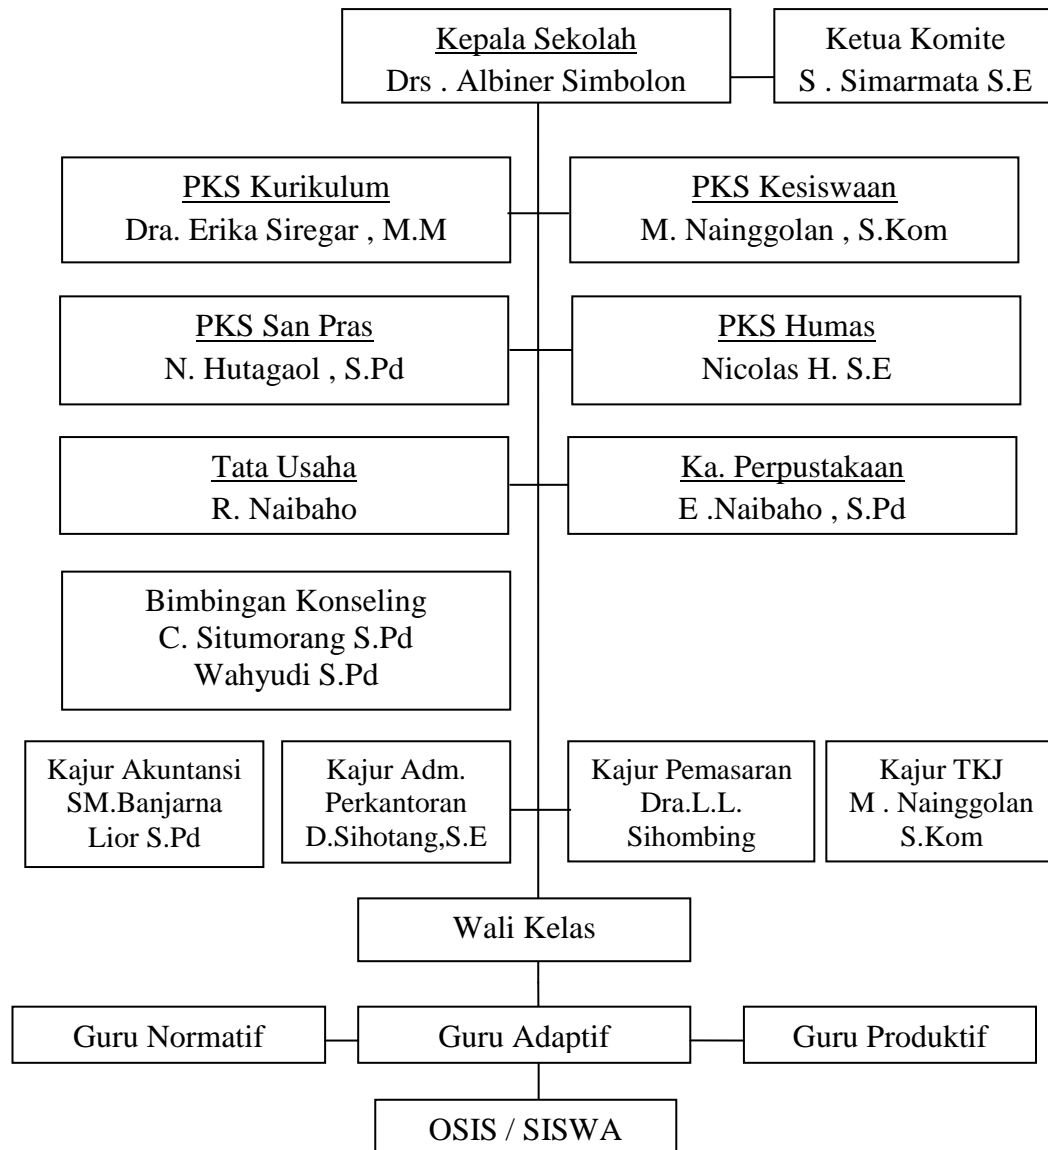 Kepala Sekolah
Drs . Albiner Simbolon
Ketua Komite
S . Simarmata S.E
PKS Kurikulum
Dra. Erika Siregar , M.M
PKS Kesiswaan
M. Nainggolan , S.Kom
PKS San Pras
N. Hutagaol , S.Pd
PKS Humas
Nicolas H. S.E
Tata Usaha
R. Naibaho
Ka. Perpustakaan
E .Naibaho , S.Pd
Bimbingan Konseling
C. Situmorang S.Pd
Wahyudi S.Pd
Kajur Akuntansi
SM.Banjarna
Lior S.Pd
Kajur Adm.
Perkantoran
D.Sihotang,S.E
Kajur Pemasaran
Dra.L.L.
Sihombing
Kajur TKJ
M . Nainggolan
S.Kom
Wali Kelas
Guru Normatif
Guru Adaptif
Guru Produktif
OSIS / SISWA